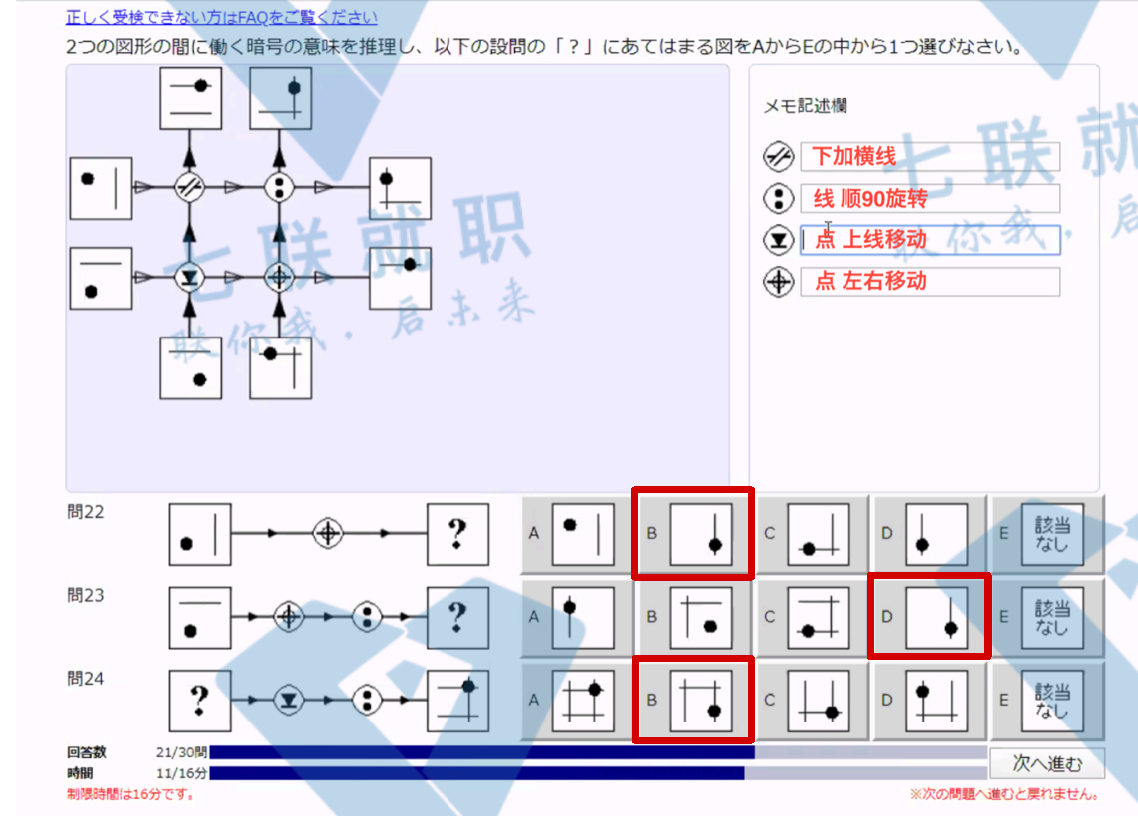 正しく受検できない方はFAQをご覧ください
2つの図形の間に働く暗号の意味を推理し、以下の設問の「？」にあてはまる図をAからEの中から1つ選びなさい。
メモ記述欄
下加横线
线 顺90旋转
点 上线移动
点 左右移动
七联就职
联你我．启未来
七联就
联你我．启
問22
?
A
B
C
D
E
該当
なし
問23
?
A
B
C
D
E
該当
なし
問24
?
A
B
C
D
E
該当
なし
回答数 21/30問
時間 11/16分
次へ進む
制限時間は16分です。
※次の問題へ進むと戻れません。